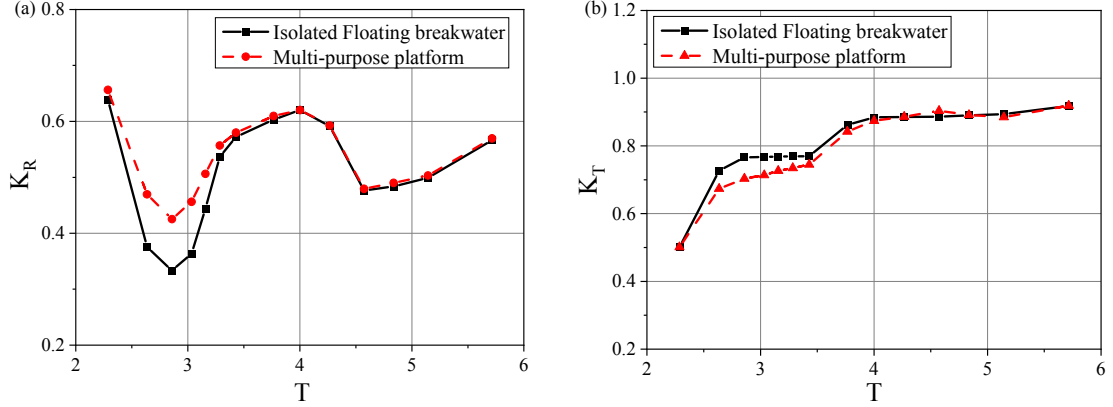 (a)
0.8
0.6
0.4
0.2
K_R
2 3 4 5 6
T
Isolated Floating breakwater
Multi-purpose platform
(b)
1.2
1.0
0.8
0.6
0.4
0.2
K_T
2 3 4 5 6
T
Isolated Floating breakwater
Multi-purpose platform